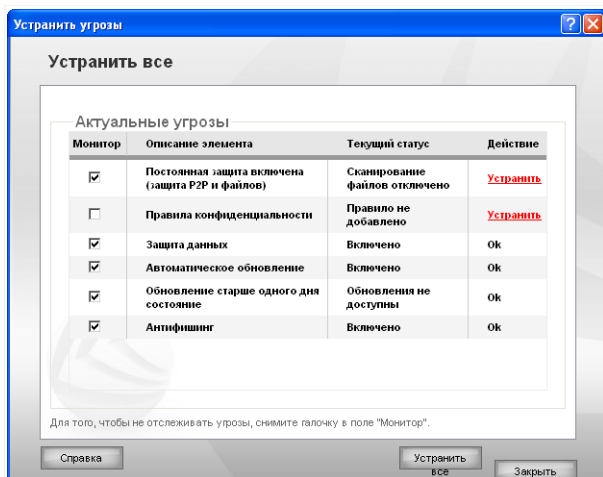 Устранить угрозы
Устранить все
Актуальные угрозы
Монитор Описание элемента Текущий статус Действие
Постоянная защита включена (защита P2P и файлов) Сканирование файлов отключено Устранить
Правила конфиденциальности Правило не добавлено Устранить
Защита данных Включено Ok
Автоматическое обновление Включено Ok
Обновление старше одного дня состояние Обновления не доступны Ok
Антифишинг Включено Ok
Для того, чтобы не отслеживать угрозы, снимите галочку в поле "Монитор".
Справка Устранить все Закрыть